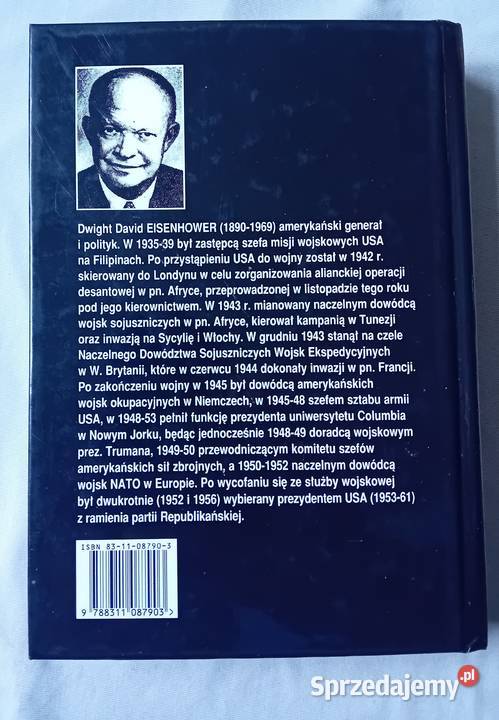 Dwight David EISENHOWER (1890-1969) amerykański generał
i polityk. W 1935-39 był zastępcą szefa misji wojskowych USA
na Filipinach. Po przystąpieniu USA do wojny został w 1942 r.
skierowany do Londynu w celu zorganizowania alianckiej operacji
desantowej w pn. Afryce, przeprowadzonej w listopadzie tego roku
pod jego kierownictwem. W 1943 r. mianowany naczelnym dowódcą
wojsk sojuszniczych w pn. Afryce, kierował kampanią w Tunezji
oraz inwazją na Sycylię i Włochy. W grudniu 1943 stanął na czele
Naczelnego Dowództwa Sojuszniczych Wojsk Ekspedycyjnych
w W. Brytanii, które w czerwcu 1944 dokonały inwazji w pn. Francji.
Po zakończeniu wojny w 1945 był dowódcą amerykańskich
wojsk okupacyjnych w Niemczech, w 1945-48 szefem sztabu armii
USA, w 1948-53 pełnił funkcję prezydenta uniwersytetu Columbia
w Nowym Jorku, będąc jednocześnie 1948-49 doradcą wojskowym
prez. Trumana, 1949-50 przewodniczącym komitetu szefów
amerykańskich sił zbrojnych, a 1950-1952 naczelnym dowódcą
wojsk NATO w Europie. Po wycofaniu się ze służby wojskowej
był dwukrotnie (1952 i 1956) wybierany prezydentem USA (1953-61)
z ramienia partii Republikańskiej.
ISBN 83-11-08790-3
9 788311 087903 >
Sprzedajemy.pl